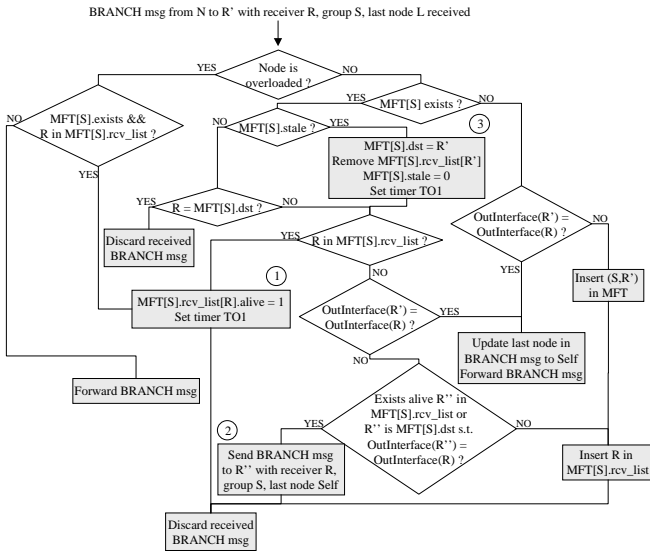 BRANCH msg from N to R' with receiver R, group S, last node L received
Node is
overloaded ?
YES
NO
MFT[S].exists &&
R in MFT[S].rcv_list ?
NO
YES
MFT[S] exists ?
YES
NO
3
MFT[S].stale ?
NO
YES
MFT[S].dst = R'
Remove MFT[S].rcv_list[R']
MFT[S].stale = 0
Set timer TO1
R = MFT[S].dst ?
YES
NO
Discard received
BRANCH msg
OutInterface(R') =
OutInterface(R) ?
NO
YES
R in MFT[S].rcv_list ?
YES
NO
1
MFT[S].rcv_list[R].alive = 1
Set timer TO1
Insert (S,R')
in MFT
OutInterface(R') =
OutInterface(R) ?
YES
NO
Update last node in
BRANCH msg to Self
Forward BRANCH msg
Forward BRANCH msg
Exists alive R'' in
MFT[S].rcv_list or
R'' is MFT[S].dst s.t.
OutInterface(R'') =
OutInterface(R) ?
YES
NO
2
Send BRANCH msg
to R'' with receiver R,
group S, last node Self
Insert R in
MFT[S].rcv_list
Discard received
BRANCH msg